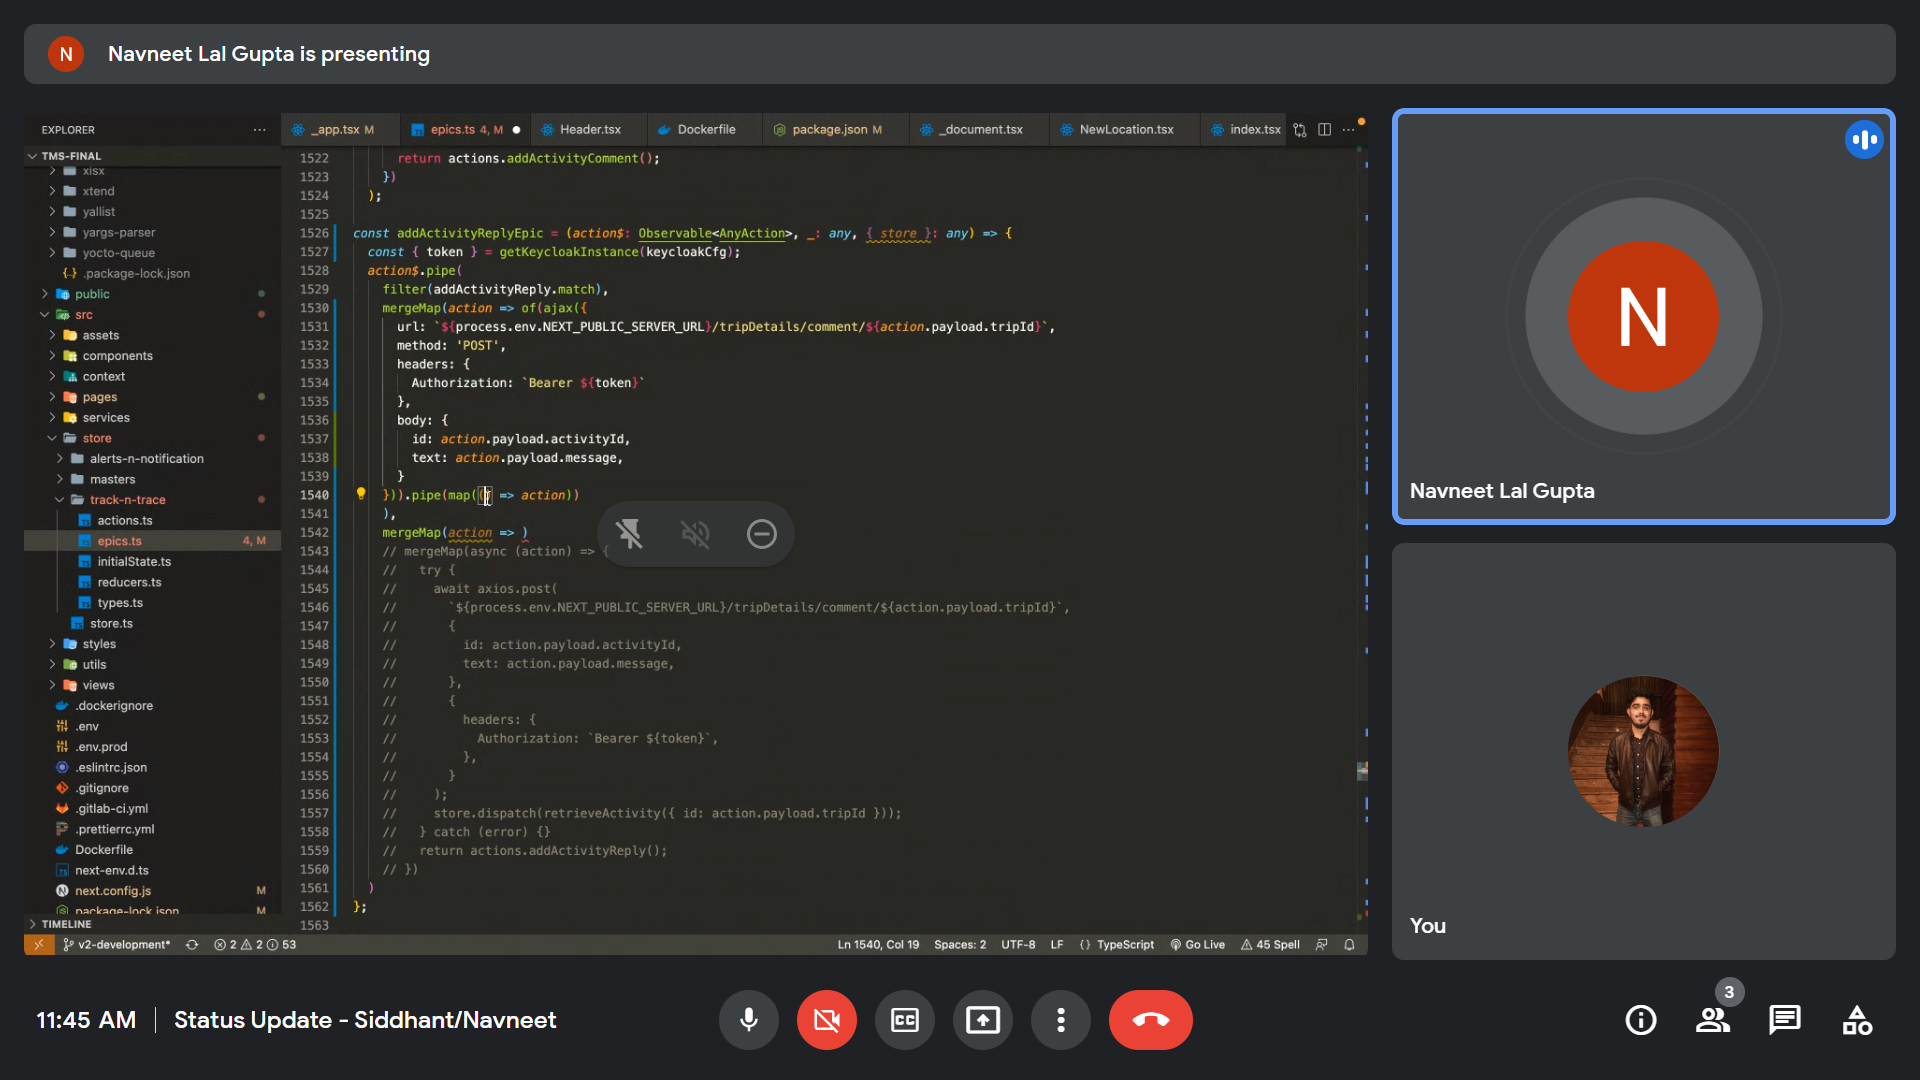 N
Navneet Lal Gupta is presenting
EXPLORER
_app.tsx M
epics.ts 4, M
Header.tsx
Dockerfile
package.json M
_document.tsx
NewLocation.tsx
index.tsx
TMS-FINAL
xlsx
xtend
yallist
yargs-parser
yocto-queue
{.} .package-lock.json
public
src
assets
components
context
pages
services
store
alerts-n-notification
masters
track-n-trace
actions.ts
epics.ts 4, M
initialState.ts
reducers.ts
types.ts
store.ts
styles
utils
views
.dockerignore
.env
.env.prod
.eslintrc.json
.gitignore
.gitlab-ci.yml
.prettierrc.yml
Dockerfile
next-env.d.ts
next.config.js M
package-lock.json M
TIMELINE
1522 return actions.addActivityComment();
1523 })
1524 );
1525
1526 const addActivityReplyEpic = (action$: Observable<AnyAction>, _: any, { store }: any) => {
1527 const { token } = getKeycloakInstance(keycloakCfg);
1528 action$.pipe(
1529 filter(addActivityReply.match),
1530 mergeMap(action => of(ajax({
1531 url: `${process.env.NEXT_PUBLIC_SERVER_URL}/tripDetails/comment/${action.payload.tripId}`,
1532 method: 'POST',
1533 headers: {
1534 Authorization: `Bearer ${token}`
1535 },
1536 body: {
1537 id: action.payload.activityId,
1538 text: action.payload.message,
1539 }
1540 })).pipe(map(() => action))
1541 ),
1542 mergeMap(action => )
1543 // mergeMap(async (action) => {
1544 // try {
1545 // await axios.post(
1546 // `${process.env.NEXT_PUBLIC_SERVER_URL}/tripDetails/comment/${action.payload.tripId}`,
1547 // {
1548 // id: action.payload.activityId,
1549 // text: action.payload.message,
1550 // },
1551 // {
1552 // headers: {
1553 // Authorization: `Bearer ${token}`,
1554 // },
1555 // }
1556 // );
1557 // store.dispatch(retrieveActivity({ id: action.payload.tripId }));
1558 // } catch (error) {}
1559 // return actions.addActivityReply();
1560 // })
1561 )
1562 };
1563
v2-development* 2 2 53
Ln 1540, Col 19 Spaces: 2 UTF-8 LF {} TypeScript Go Live 45 Spell
N
Navneet Lal Gupta
You
11:45 AM
Status Update - Siddhant/Navneet
CC
3